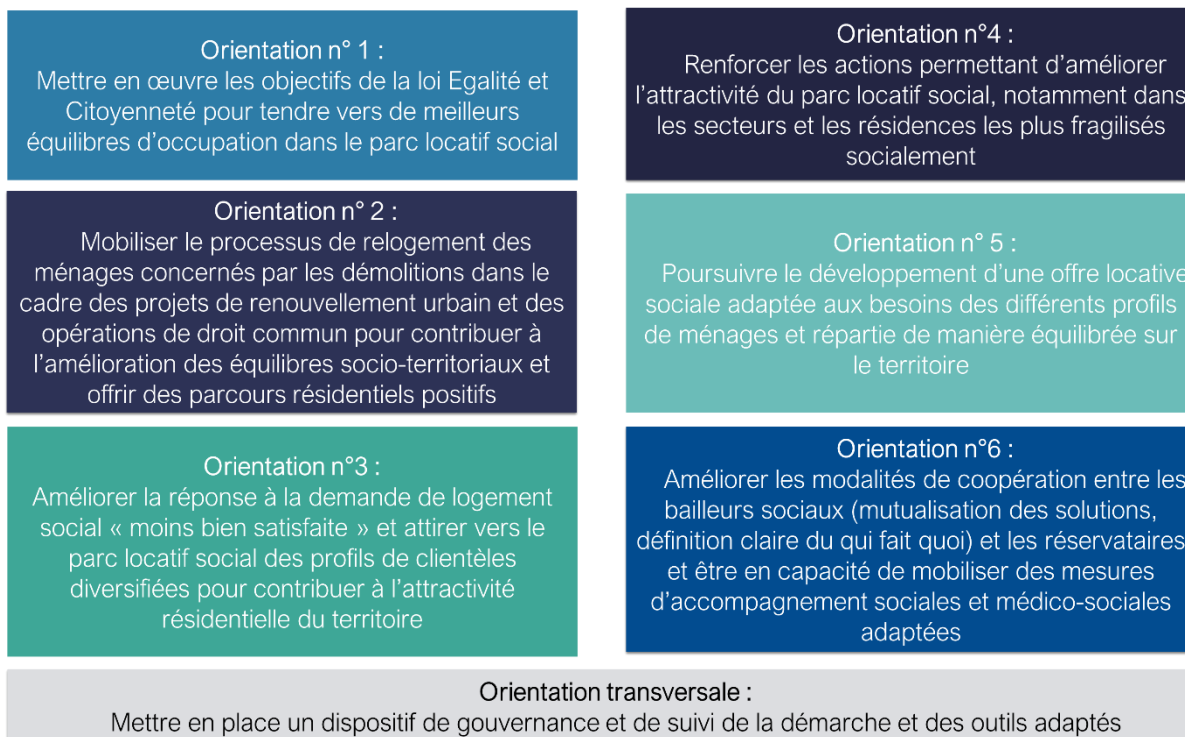 Orientation n° 1 :
Mettre en œuvre les objectifs de la loi Egalité et
Citoyenneté pour tendre vers de meilleurs
équilibres d’occupation dans le parc locatif social
Orientation n° 2 :
Mobiliser le processus de relogement des
ménages concernés par les démolitions dans le
cadre des projets de renouvellement urbain et des
opérations de droit commun pour contribuer à
l’amélioration des équilibres socio-territoriaux et
offrir des parcours résidentiels positifs
Orientation n°3 :
Améliorer la réponse à la demande de logement
social « moins bien satisfaite » et attirer vers le
parc locatif social des profils de clientèles
diversifiées pour contribuer à l’attractivité
résidentielle du territoire
Orientation n°4 :
Renforcer les actions permettant d’améliorer
l’attractivité du parc locatif social, notamment dans
les secteurs et les résidences les plus fragilisés
socialement
Orientation n° 5 :
Poursuivre le développement d’une offre locative
sociale adaptée aux besoins des différents profils
de ménages et répartie de manière équilibrée sur
le territoire
Orientation n°6 :
Améliorer les modalités de coopération entre les
bailleurs sociaux (mutualisation des solutions,
définition claire du qui fait quoi) et les réservataires
et être en capacité de mobiliser des mesures
d’accompagnement sociales et médico-sociales
adaptées
Orientation transversale :
Mettre en place un dispositif de gouvernance et de suivi de la démarche et des outils adaptés